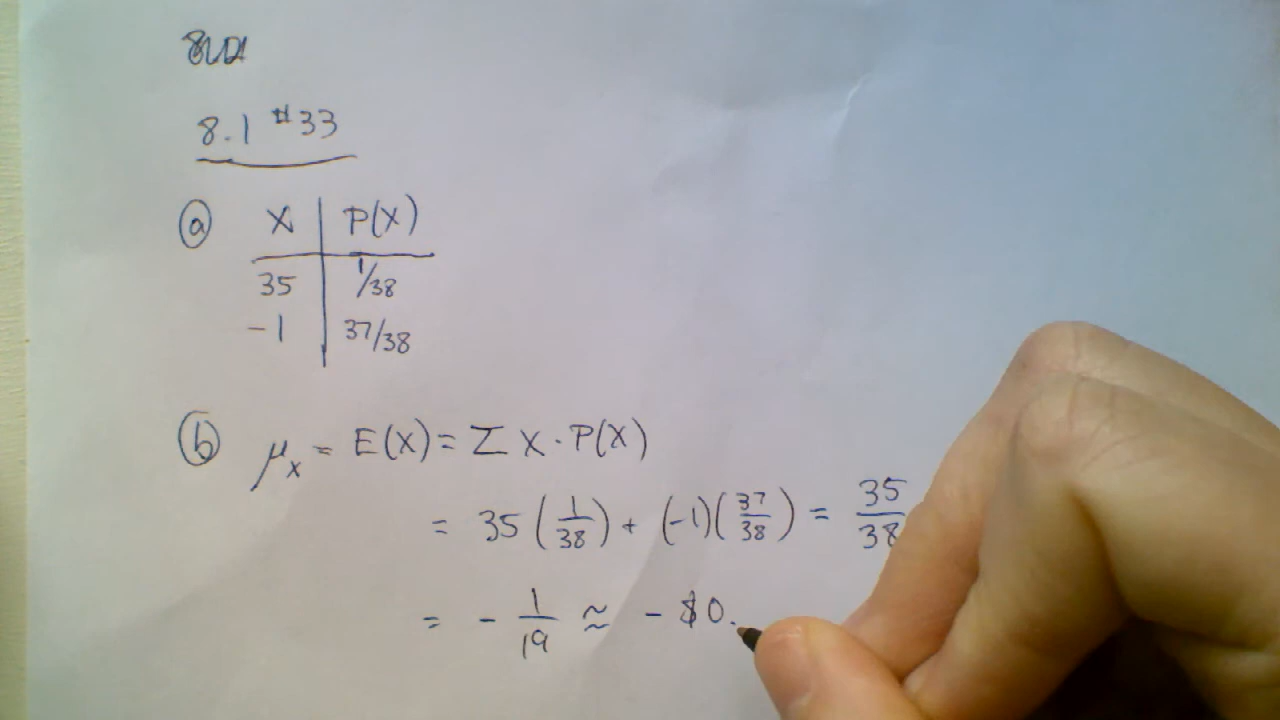 8.1 #33
(a) X | P(X)
35 | 1/38
-1 | 37/38
(b) μₓ = E(X) = Σ X · P(X)
= 35 (1/38) + (-1)(37/38) = 35/38
= - 1/19 ≈ - $0.